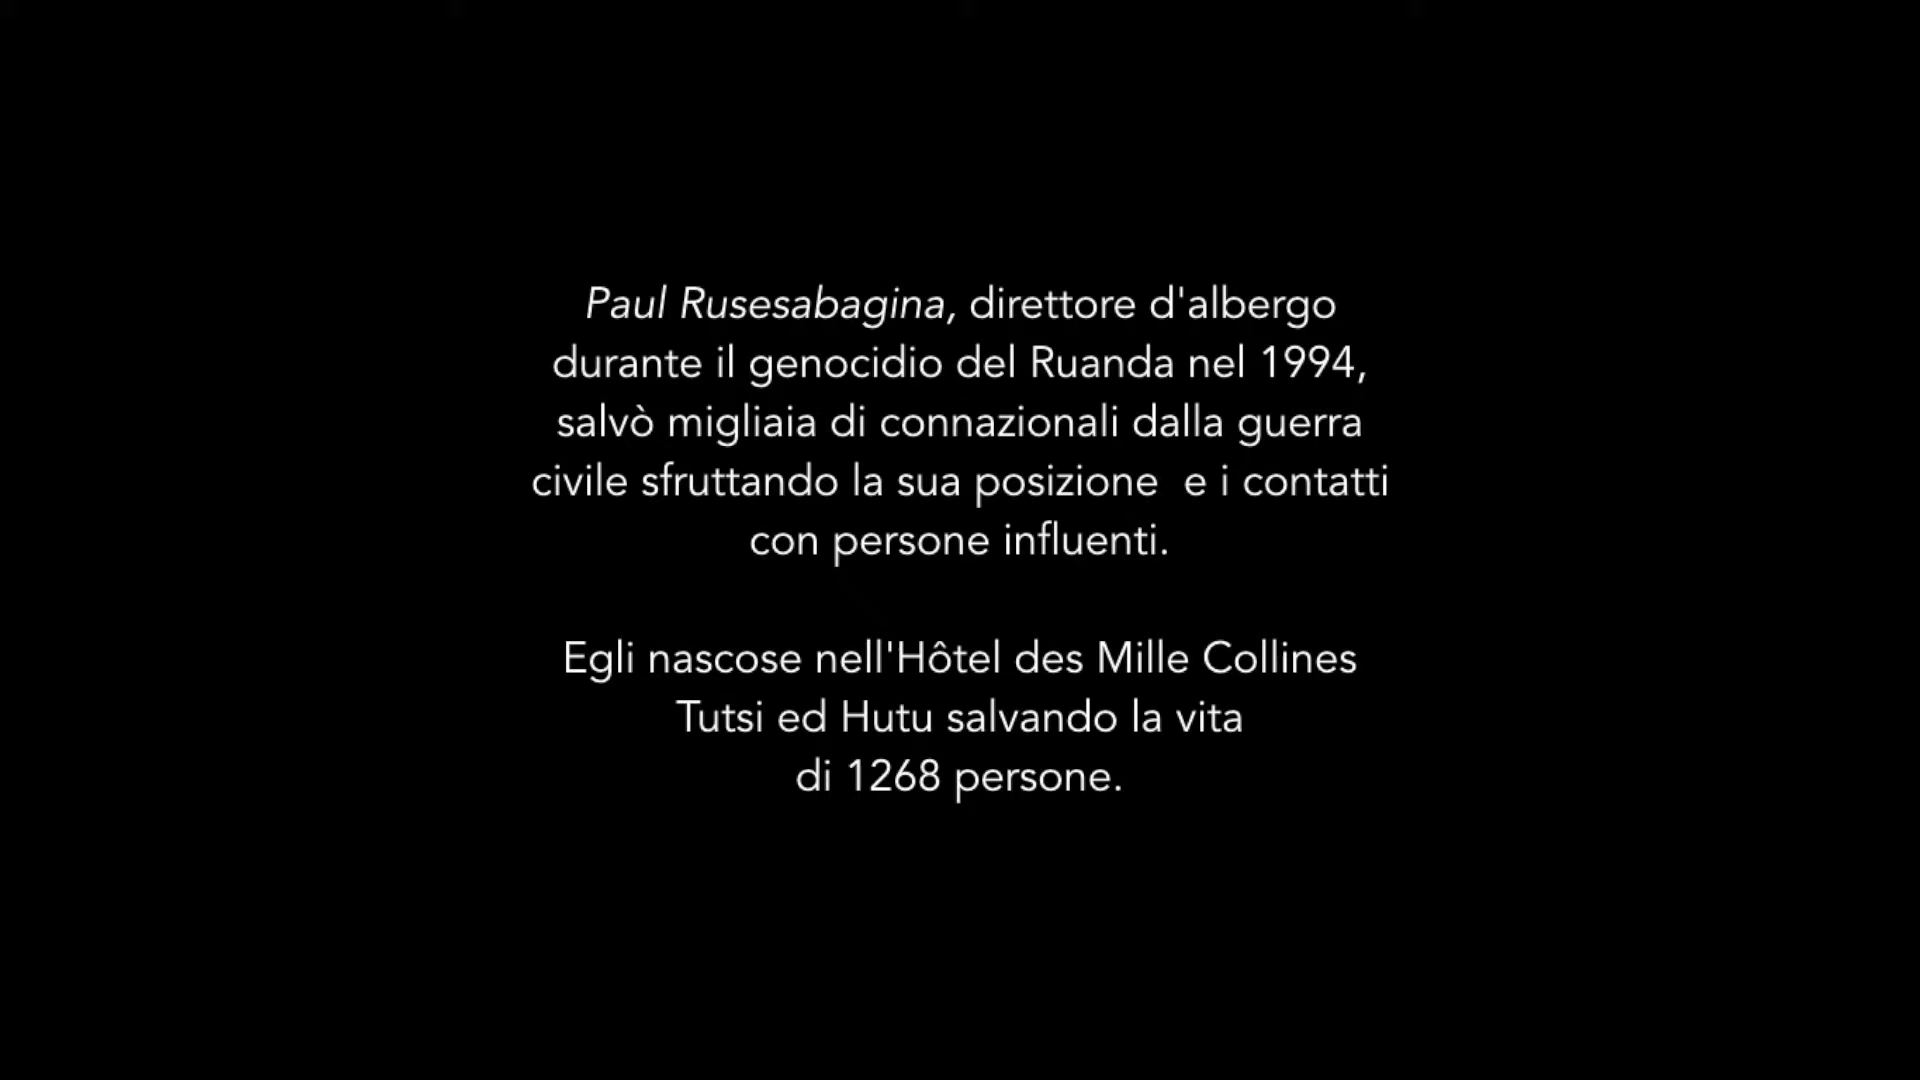 Paul Rusesabagina, direttore d'albergo
durante il genocidio del Ruanda nel 1994,
salvò migliaia di connazionali dalla guerra
civile sfruttando la sua posizione  e i contatti
con persone influenti.
Egli nascose nell'Hôtel des Mille Collines
Tutsi ed Hutu salvando la vita
di 1268 persone.